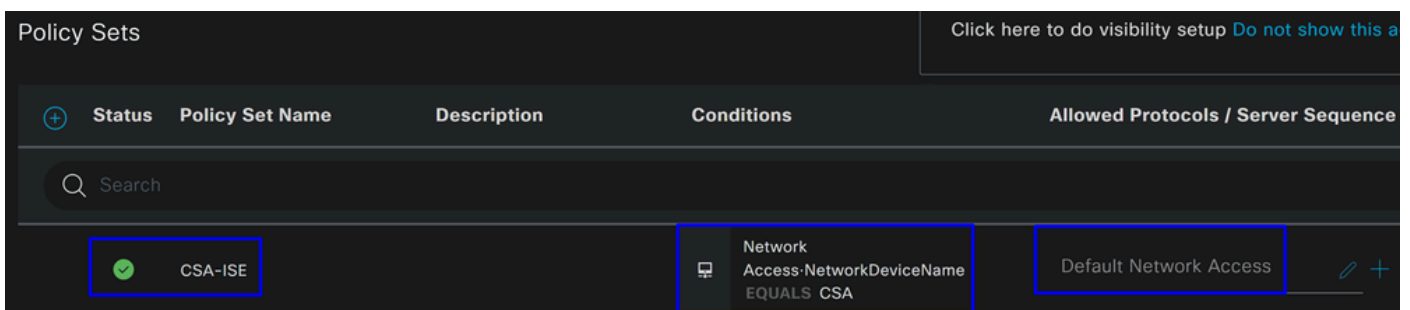 Policy Sets
Click here to do visibility setup Do not show this a
Status Policy Set Name Description Conditions Allowed Protocols / Server Sequence
Search
CSA-ISE
Network
Access·NetworkDeviceName
EQUALS CSA
Default Network Access